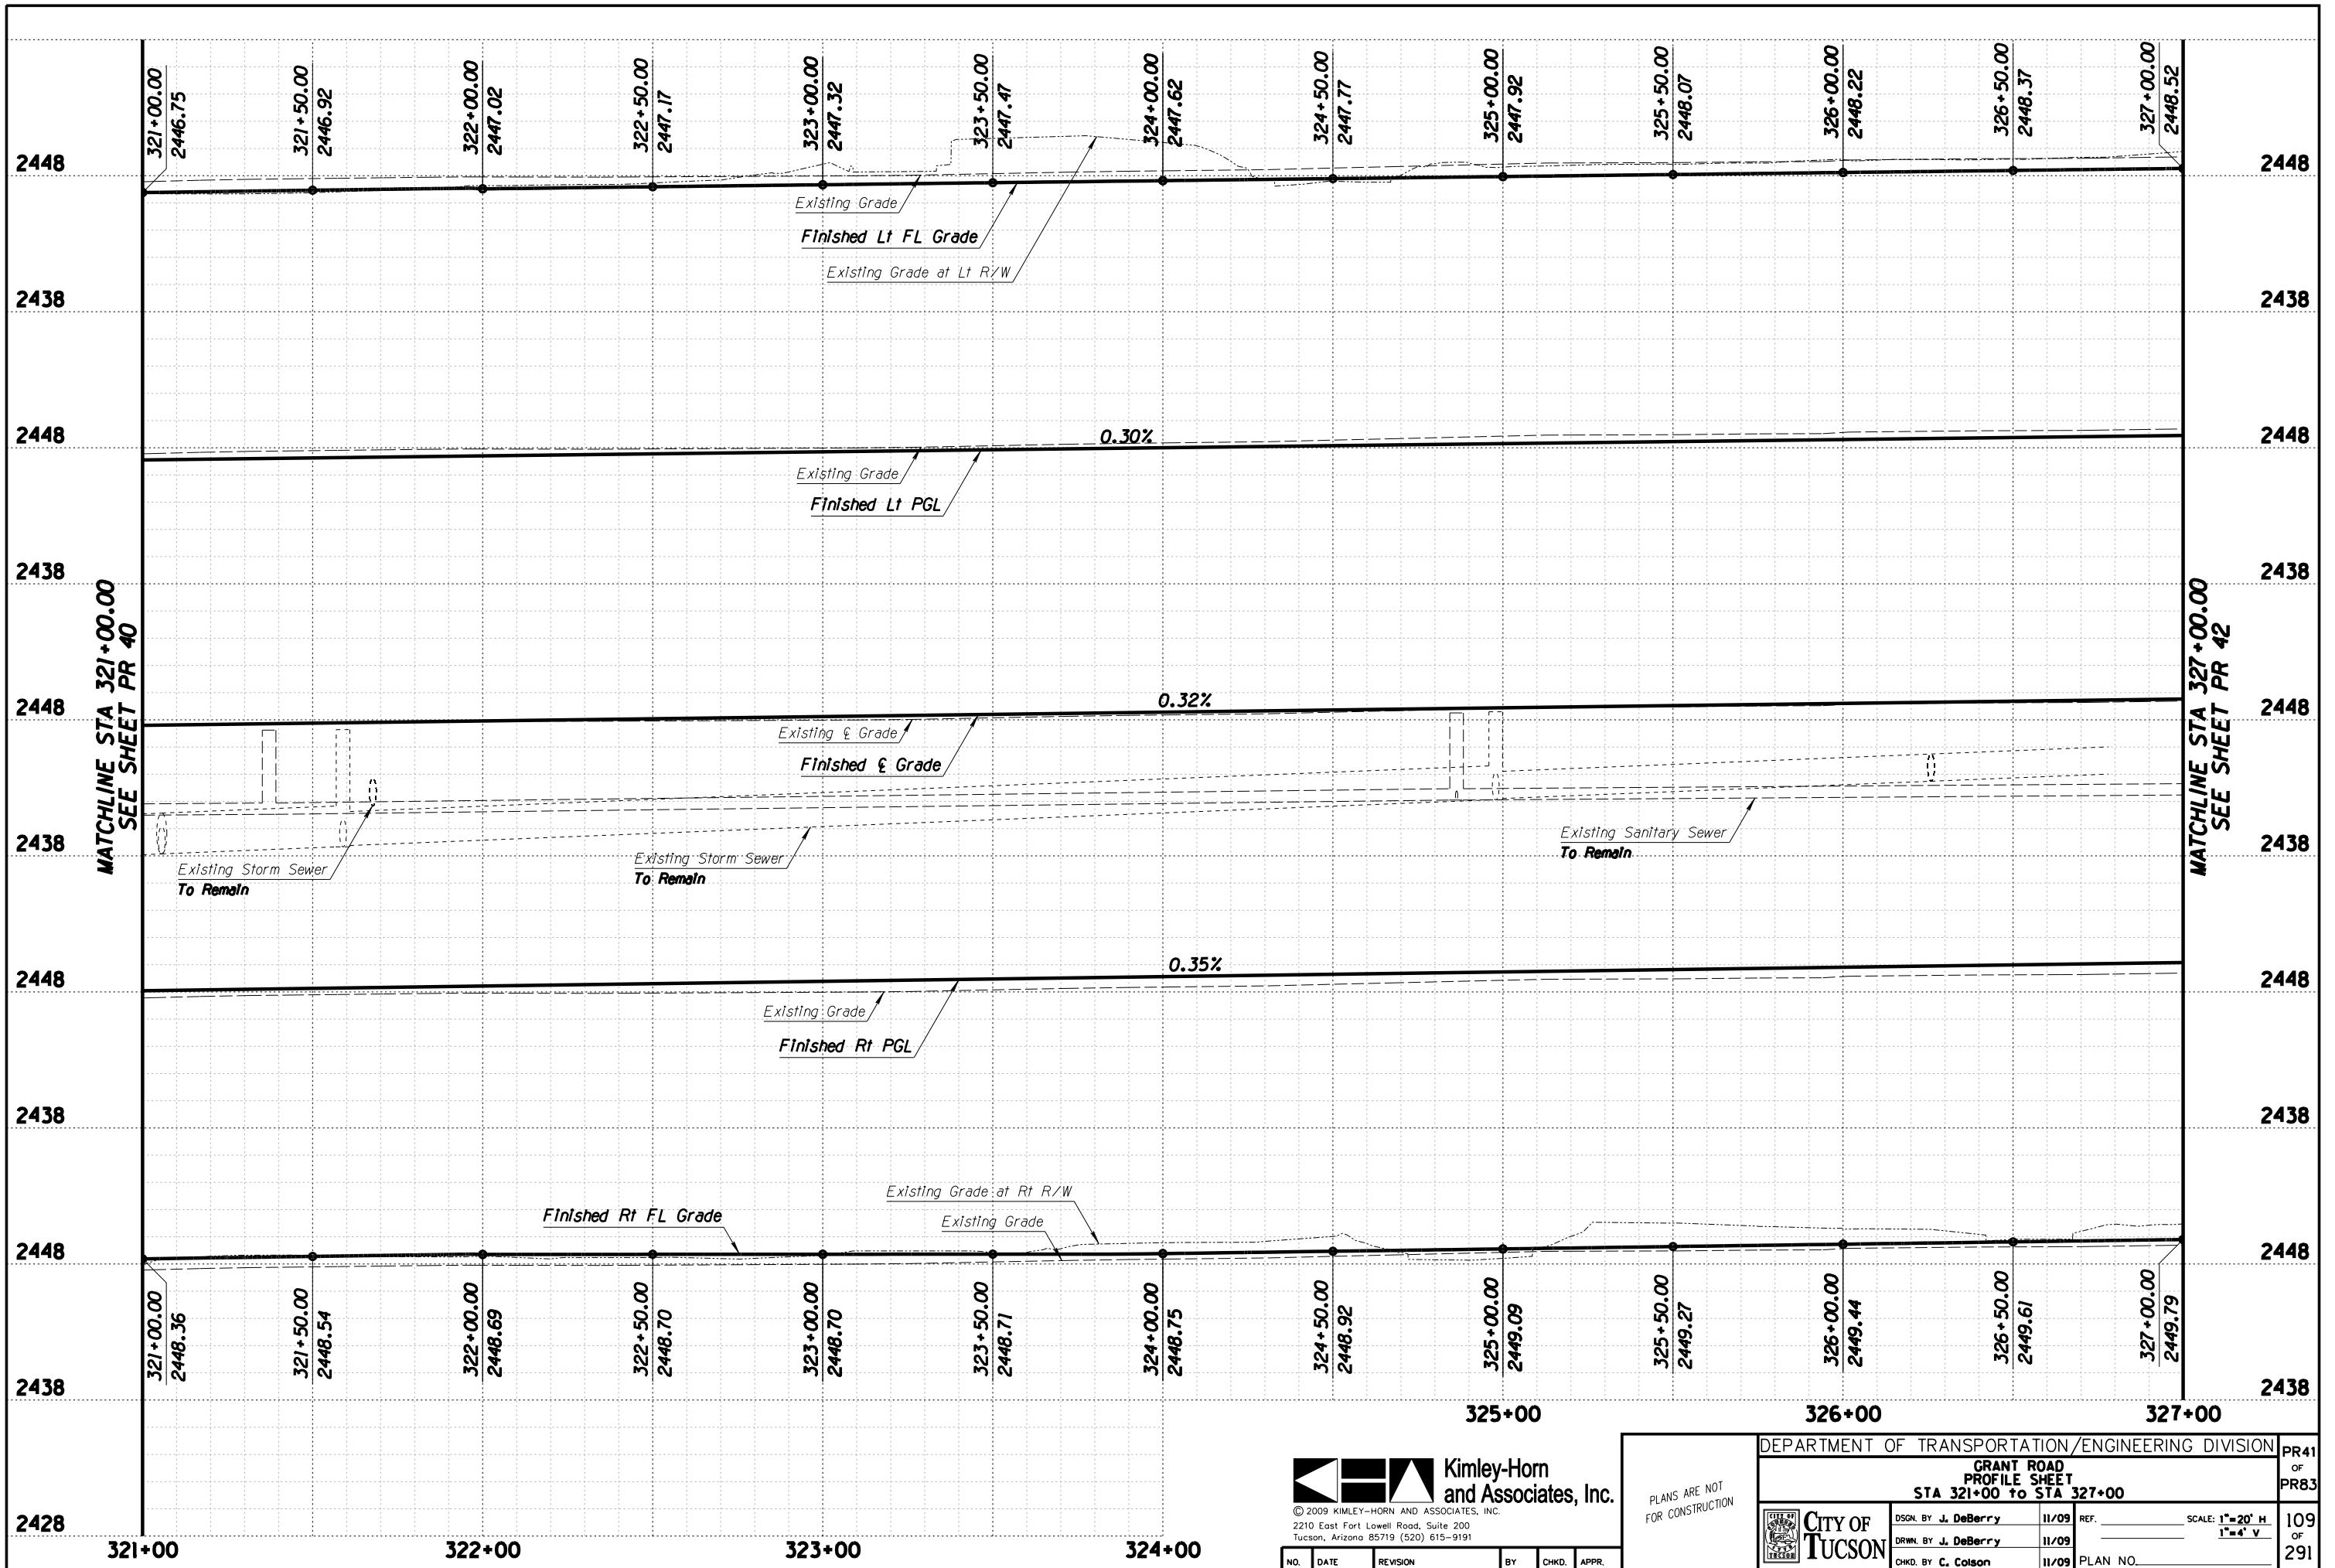 321+00.00
2446.75
321+50.00
2446.92
322+00.00
2447.02
322+50.00
2447.17
323+00.00
2447.32
323+50.00
2447.47
324+00.00
2447.62
324+50.00
2447.77
325+00.00
2447.92
325+50.00
2448.07
326+00.00
2448.22
326+50.00
2448.37
327+00.00
2448.52
2448
2448
Existing Grade
Finished Lt FL Grade
Existing Grade at Lt R/W
2438
2438
2448
0.30%
2448
Existing Grade
Finished Lt PGL
2438
2438
MATCHLINE STA 321+00.00
SEE SHEET PR 40
MATCHLINE STA 327+00.00
SEE SHEET PR 42
2448
0.32%
2448
Existing ℄ Grade
Finished ℄ Grade
2438
2438
Existing Storm Sewer
To Remain
Existing Storm Sewer
To Remain
Existing Sanitary Sewer
To Remain
2448
0.35%
2448
Existing Grade
Finished Rt PGL
2438
2438
Existing Grade at Rt R/W
Finished Rt FL Grade
Existing Grade
2448
2448
321+00.00
2448.36
321+50.00
2448.54
322+00.00
2448.69
322+50.00
2448.70
323+00.00
2448.70
323+50.00
2448.71
324+00.00
2448.75
324+50.00
2448.92
325+00.00
2449.09
325+50.00
2449.27
326+00.00
2449.44
326+50.00
2449.61
327+00.00
2449.79
2438
2438
325+00
326+00
327+00
2428
321+00
322+00
323+00
324+00
Kimley-Horn
and Associates, Inc.
© 2009 KIMLEY-HORN AND ASSOCIATES, INC.
2210 East Fort Lowell Road, Suite 200
Tucson, Arizona 85719 (520) 615-9191
NO. DATE REVISION BY CHKD. APPR.
PLANS ARE NOT
FOR CONSTRUCTION
DEPARTMENT OF TRANSPORTATION/ENGINEERING DIVISION
GRANT ROAD
PROFILE SHEET
STA 321+00 to STA 327+00
PR41
OF
PR83
CITY OF
TUCSON
CITY OF
TUCSON
DSGN. BY J. DeBerry 11/09
DRWN. BY J. DeBerry 11/09
CHKD. BY C. Colson 11/09
REF.
SCALE: 1"=20' H
1"=4' V
PLAN NO.
109
OF
291